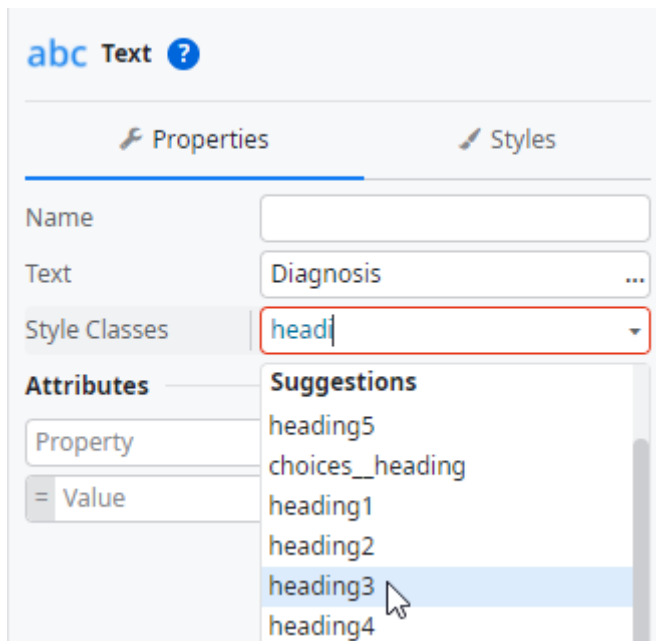 abc Text ?
Properties Styles
Name
Text Diagnosis ...
Style Classes headi
Attributes Suggestions
Property heading5
choices__heading
= Value heading1
heading2
heading3
heading4